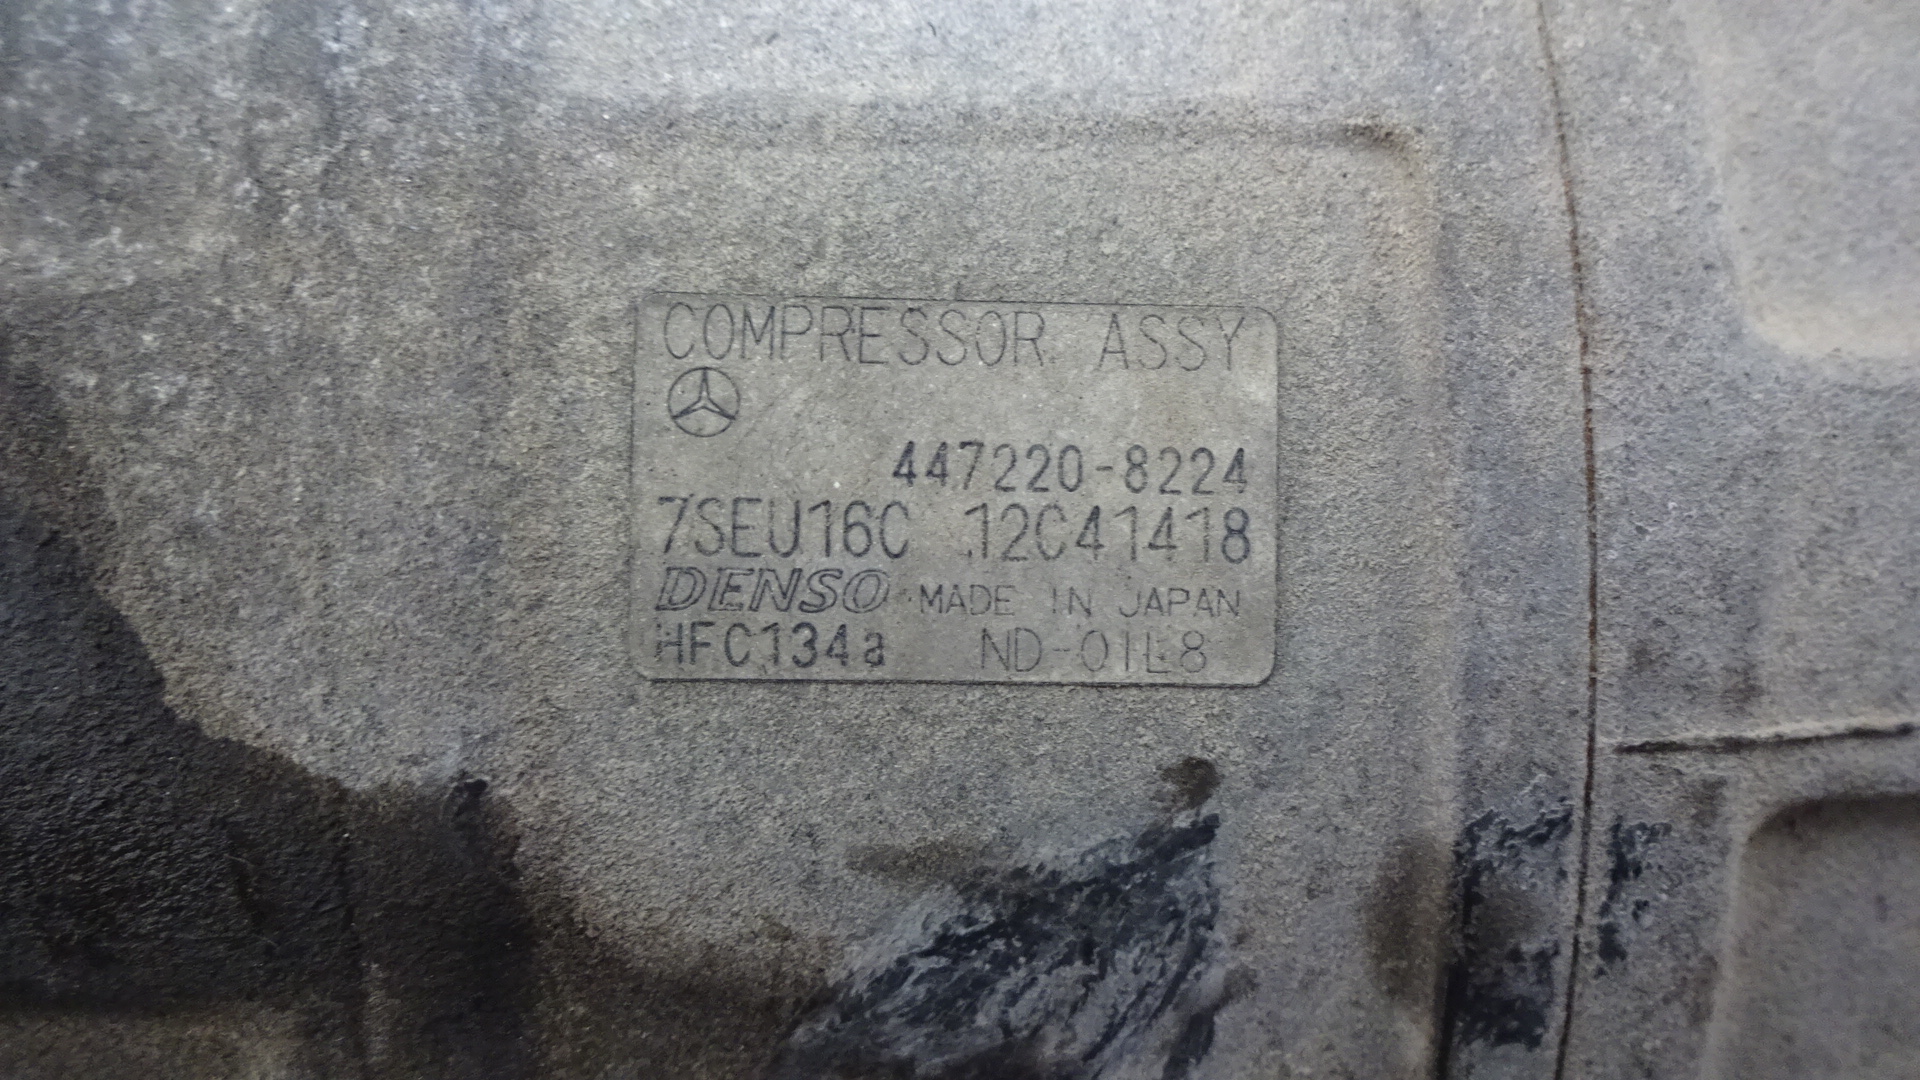 COMPRESSOR ASSY
447220-8224
7SEU16C 12C41418
DENSO MADE IN JAPAN
HFC134a ND-OIL8